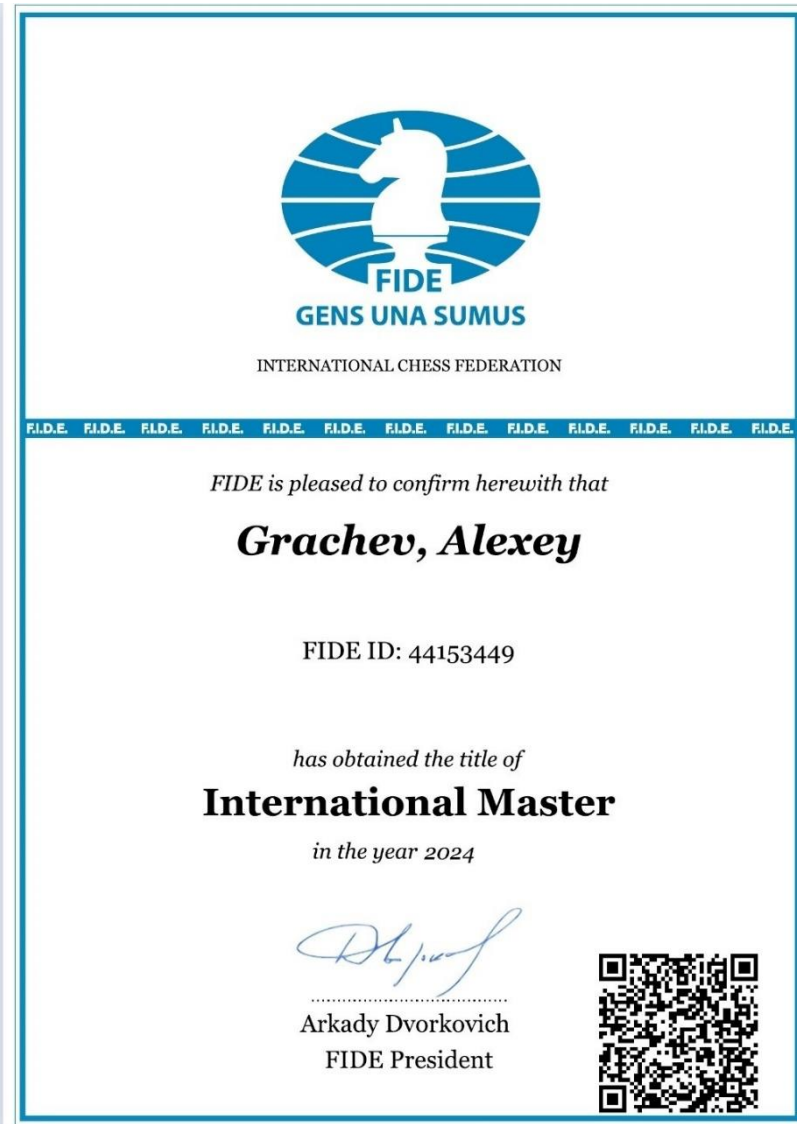 FIDE
GENS UNA SUMUS
INTERNATIONAL CHESS FEDERATION
F.I.D.E. F.I.D.E. F.I.D.E. F.I.D.E. F.I.D.E. F.I.D.E. F.I.D.E. F.I.D.E. F.I.D.E. F.I.D.E. F.I.D.E. F.I.D.E. F.I.D.E.
FIDE is pleased to confirm herewith that
Grachev, Alexey
FIDE ID: 44153449
has obtained the title of
International Master
in the year 2024
Arkady Dvorkovich
FIDE President